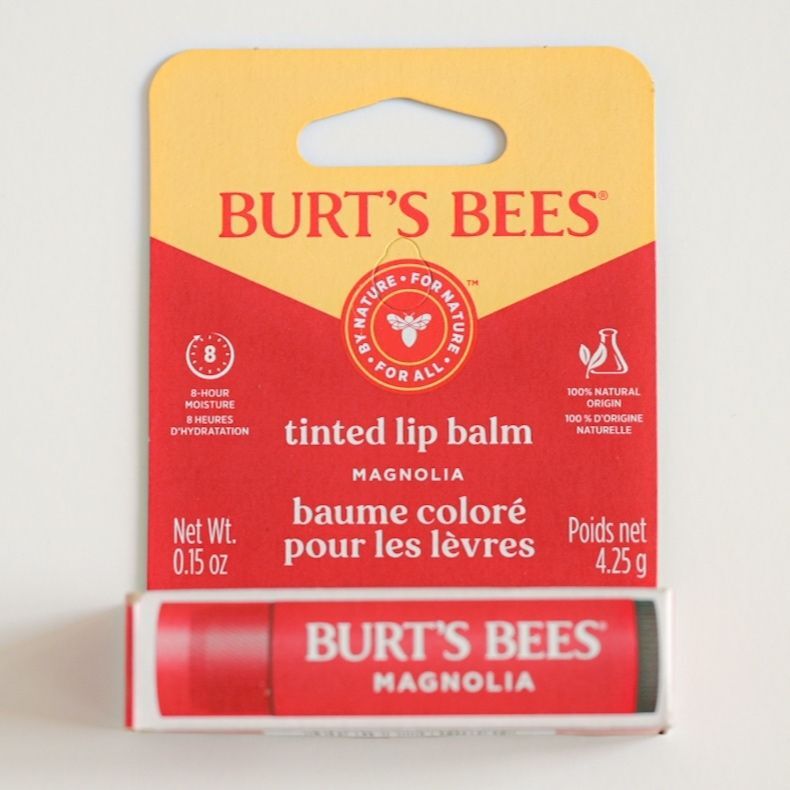 BURT'S BEES®
BY NATURE • FOR NATURE • FOR ALL •
™
8
8-HOUR
MOISTURE
8 HEURES
D'HYDRATATION
100% NATURAL
ORIGIN
100 % D'ORIGINE
NATURELLE
tinted lip balm
MAGNOLIA
baume coloré
pour les lèvres
Net Wt.
0.15 oz
Poids net
4.25 g
BURT'S BEES®
MAGNOLIA